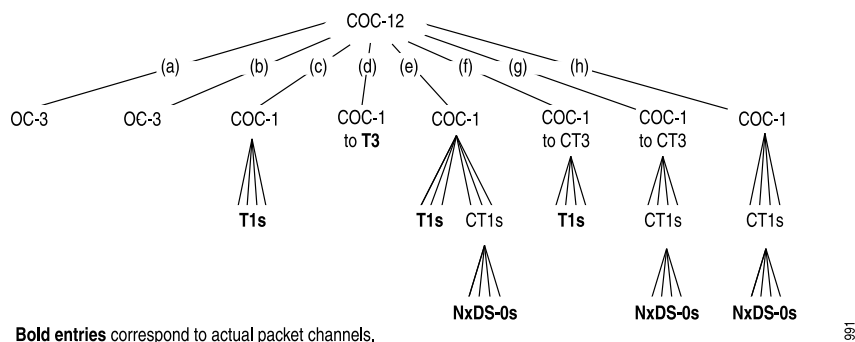 COC-12
(a) (b) (c) (d) (e) (f) (g) (h)
OC-3 OC-3 COC-1 COC-1 to T3 COC-1 COC-1 to CT3 COC-1 to CT3 COC-1
T1s T1s CT1s T1s CT1s CT1s
NxDS-0s NxDS-0s NxDS-0s
Bold entries correspond to actual packet channels,
991